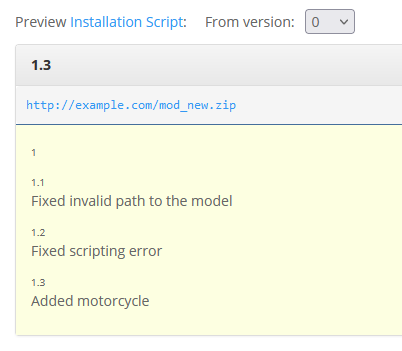 Preview Installation Script: From version: 0
1.3
http://example.com/mod_new.zip
1
1.1
Fixed invalid path to the model
1.2
Fixed scripting error
1.3
Added motorcycle